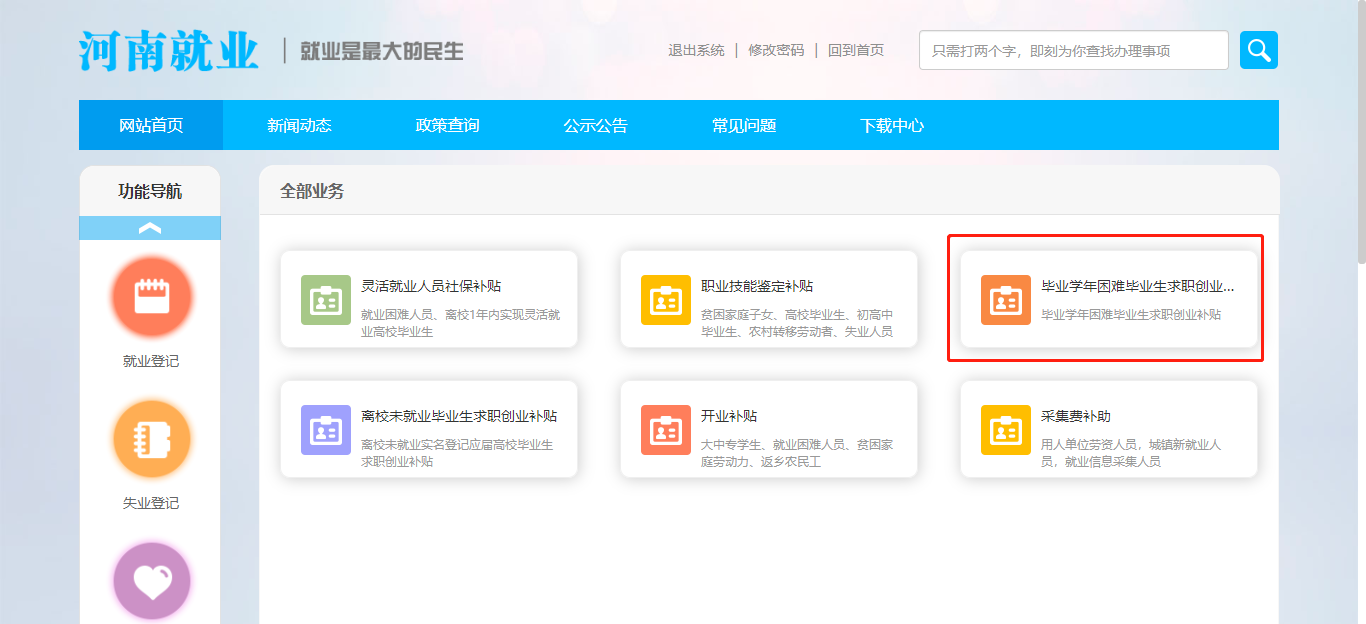 河南就业 | 就业是最大的民生
退出系统 | 修改密码 | 回到首页
只需打两个字，即刻为你查找办理事项
网站首页 新闻动态 政策查询 公示公告 常见问题 下载中心
功能导航
就业登记
失业登记
全部业务
灵活就业人员社保补贴
就业困难人员、离校1年内实现灵活就
业高校毕业生
职业技能鉴定补贴
贫困家庭子女、高校毕业生、初高中
毕业生、农村转移劳动者、失业人员
毕业学年困难毕业生求职创业...
毕业学年困难毕业生求职创业补贴
离校未就业毕业生求职创业补贴
离校未就业实名登记应届高校毕业生
求职创业补贴
开业补贴
大中专学生、就业困难人员、贫困家
庭劳动力、返乡农民工
采集费补助
用人单位劳资人员，城镇新就业人
员，就业信息采集人员